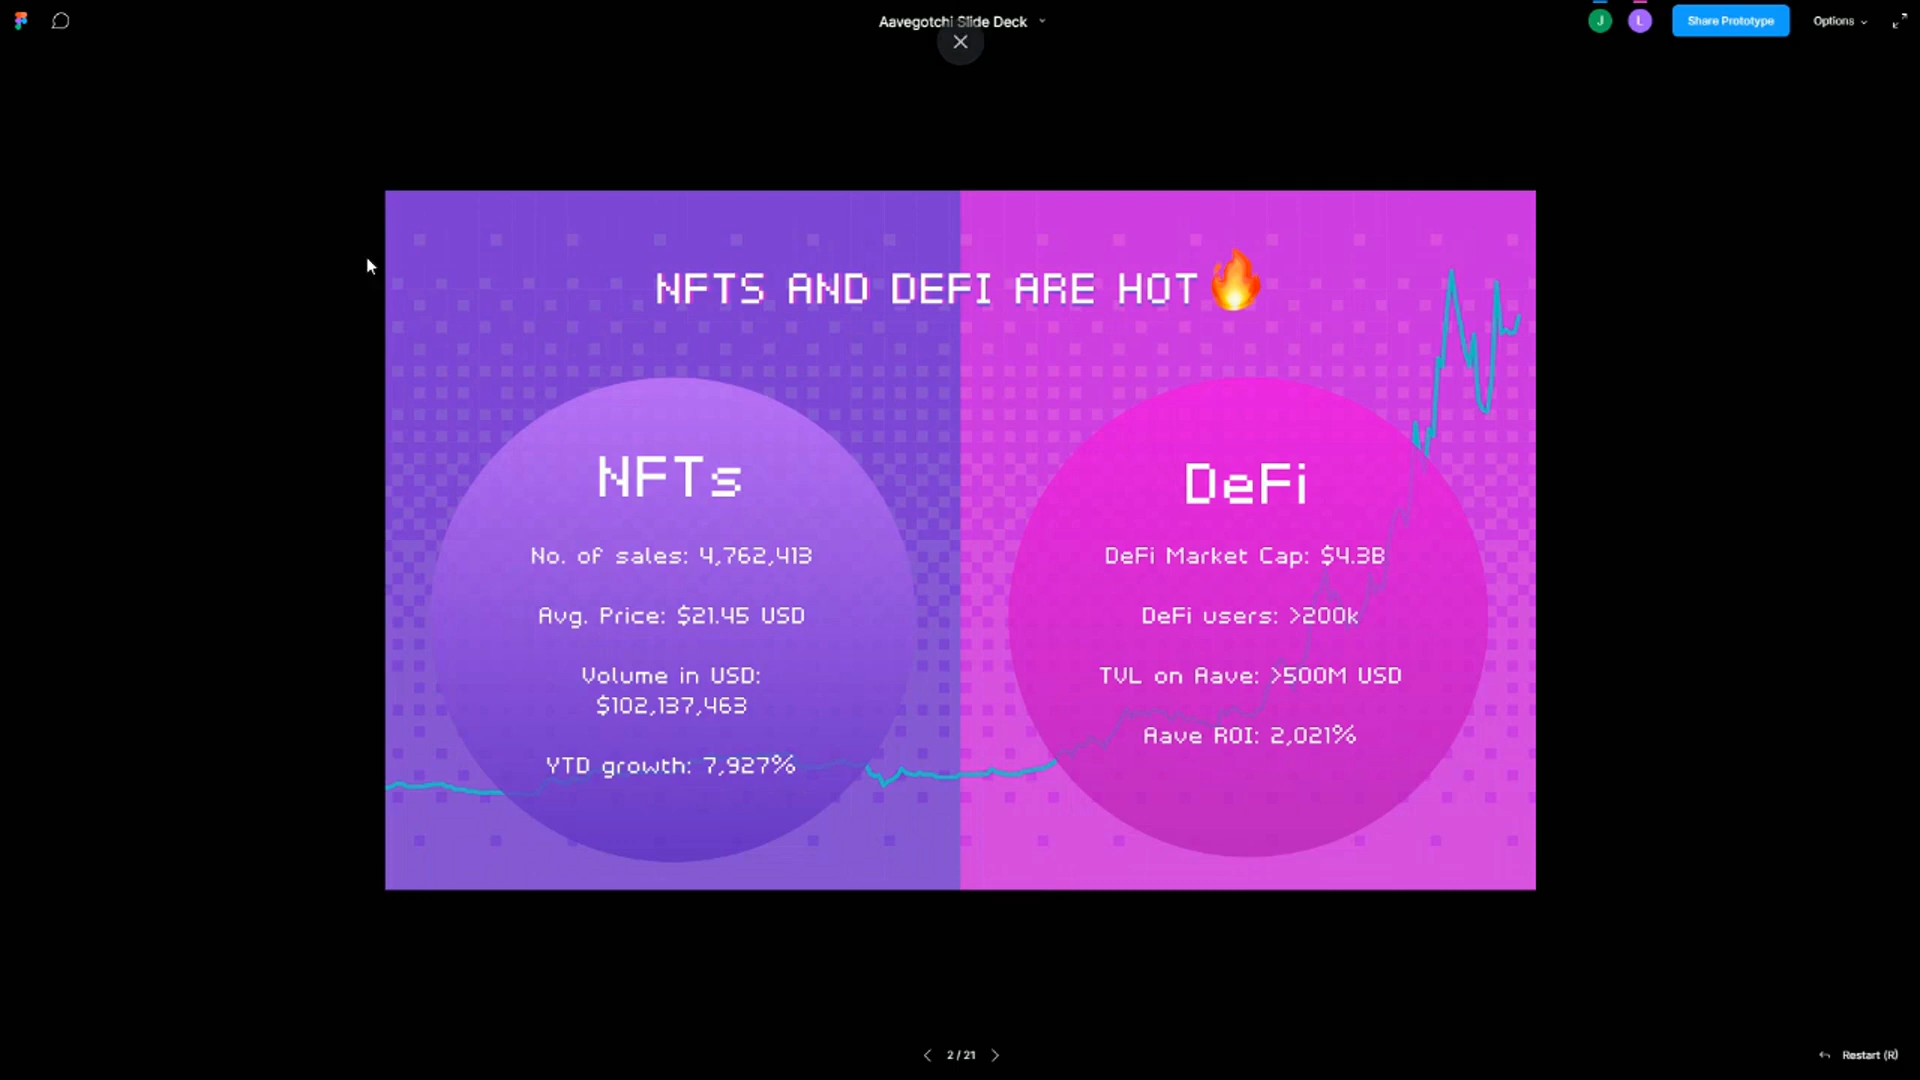 Aavegotchi Slide Deck
J
L
Share Prototype
Options
NFTS AND DEFI ARE HOT
NFTs
No. of sales: 4,762,413
Avg. Price: $21.45 USD
Volume in USD:
$102,137,463
YTD growth: 7,927%
DeFi
DeFi Market Cap: $4.3B
DeFi users: >200k
TVL on Aave: >500M USD
Aave ROI: 2,021%
2 / 21
Restart (R)